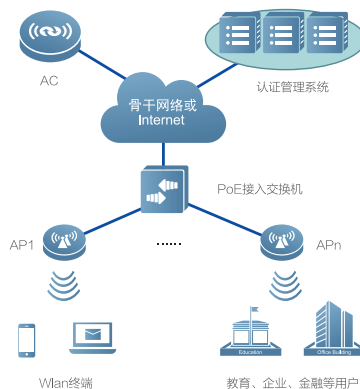 AC
认证管理系统
骨干网络或
Internet
PoE接入交换机
AP1
......
APn
Education
Office Building
Wlan终端
教育、企业、金融等用户